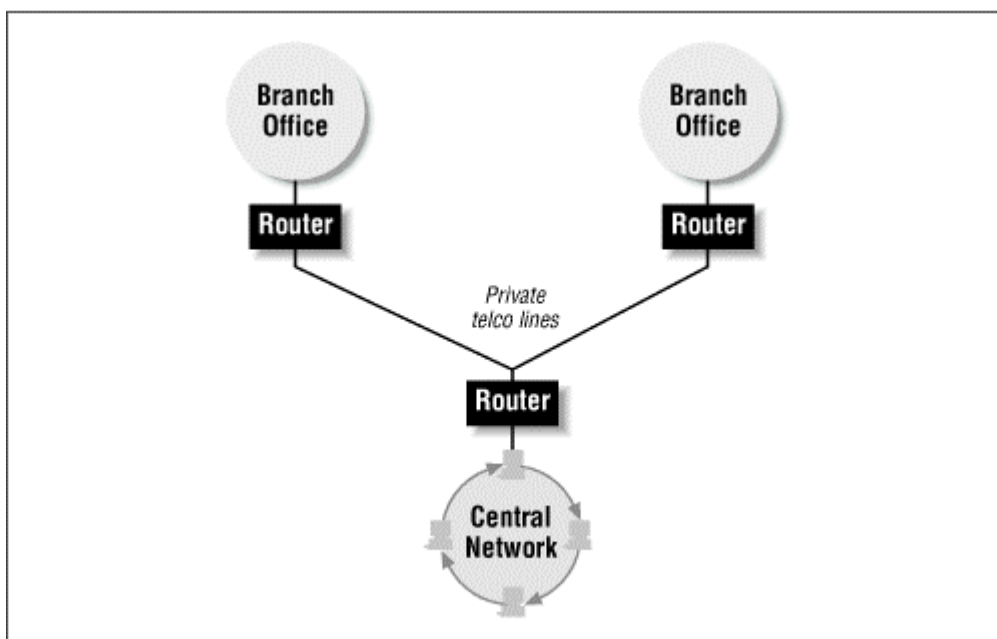 Branch
Office
Branch
Office
Router
Router
Private
telco lines
Router
Central
Network